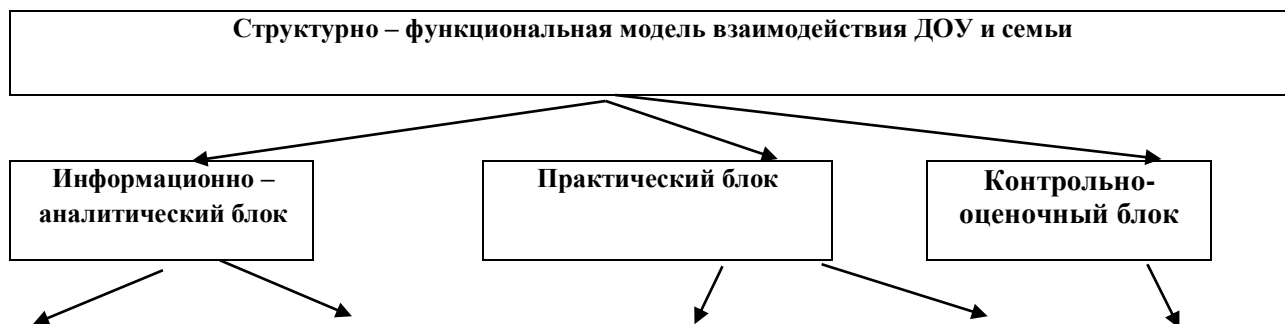 Структурно – функциональная модель взаимодействия ДОУ и семьи
Информационно –
аналитический блок
Практический блок
Контрольно-
оценочный блок